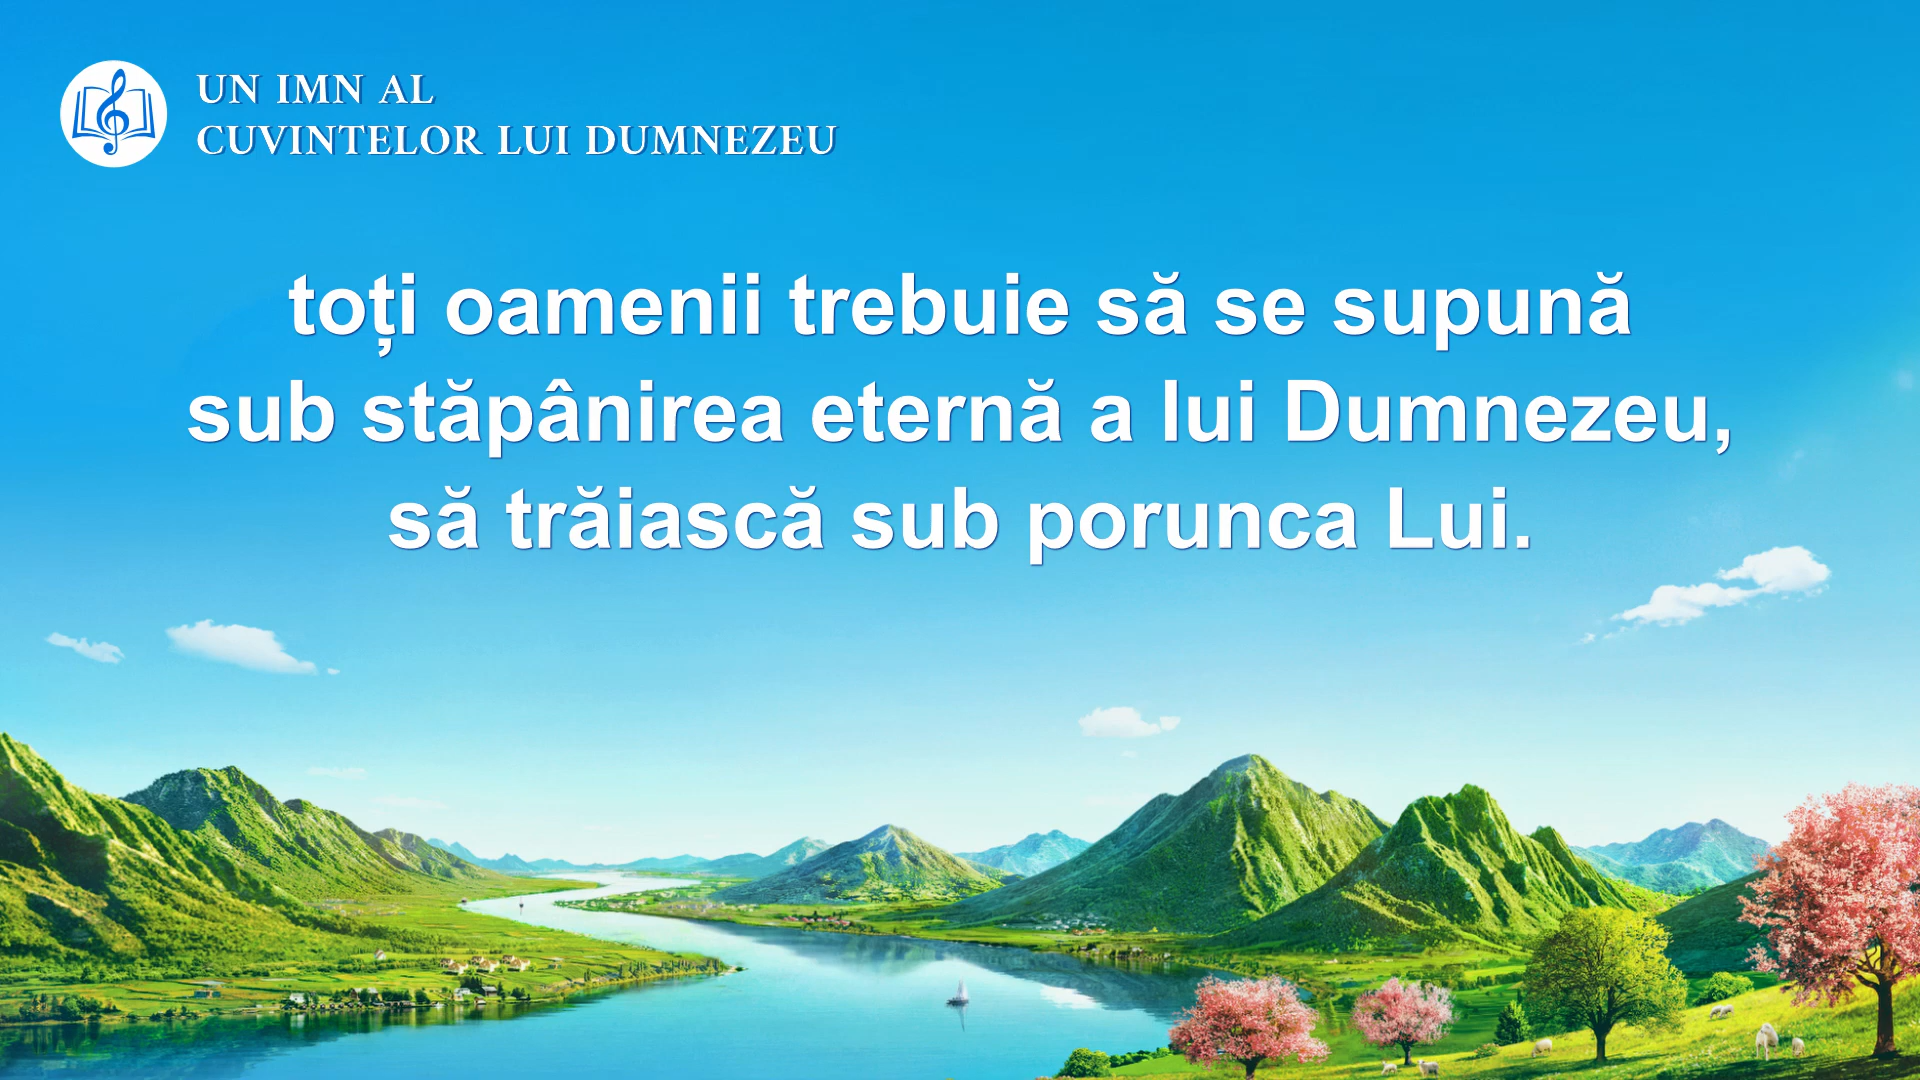 UN IMN AL
CUVINTELOR LUI DUMNEZEU
toți oamenii trebuie să se supună
sub stăpânirea eternă a lui Dumnezeu,
să trăiască sub porunca Lui.